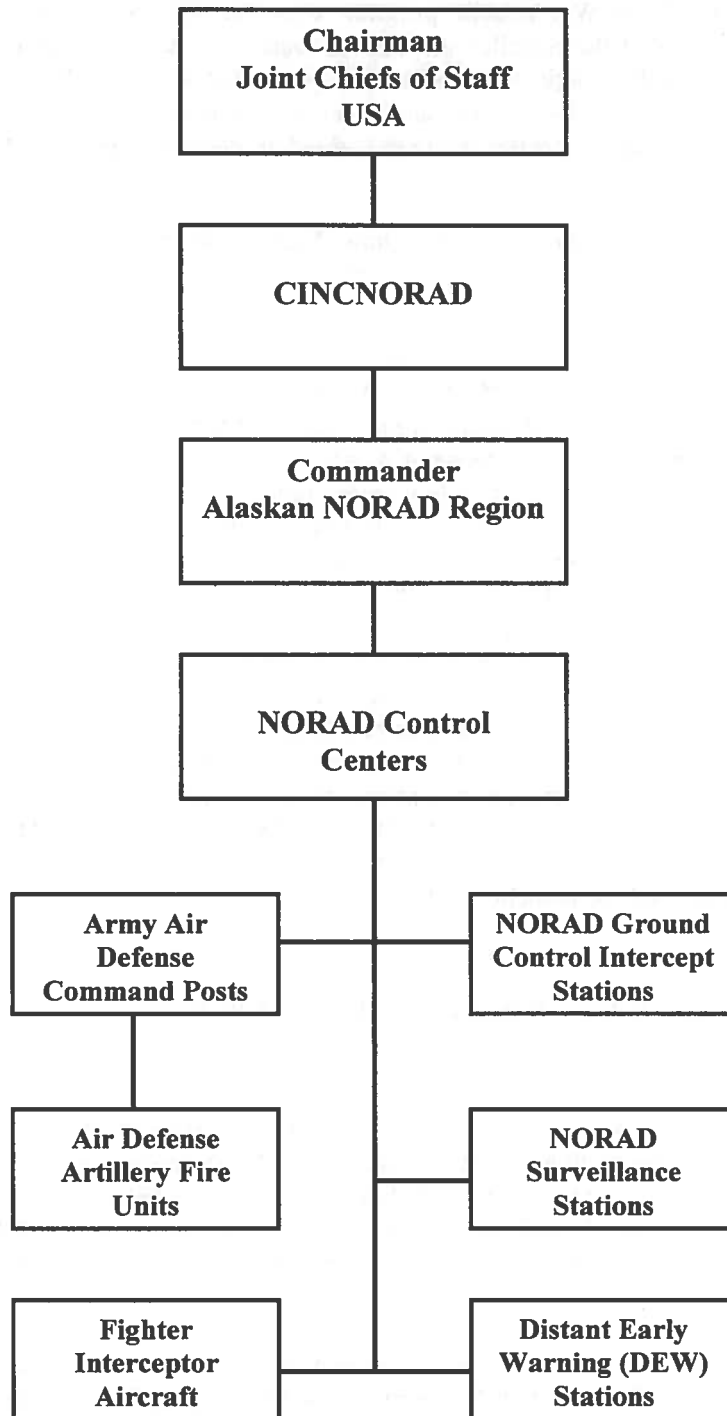 Chairman
Joint Chiefs of Staff
USA
CINCNORAD
Commander
Alaskan NORAD Region
NORAD Control
Centers
Army Air
Defense
Command Posts
NORAD Ground
Control Intercept
Stations
Air Defense
Artillery Fire
Units
NORAD
Surveillance
Stations
Fighter
Interceptor
Aircraft
Distant Early
Warning (DEW)
Stations